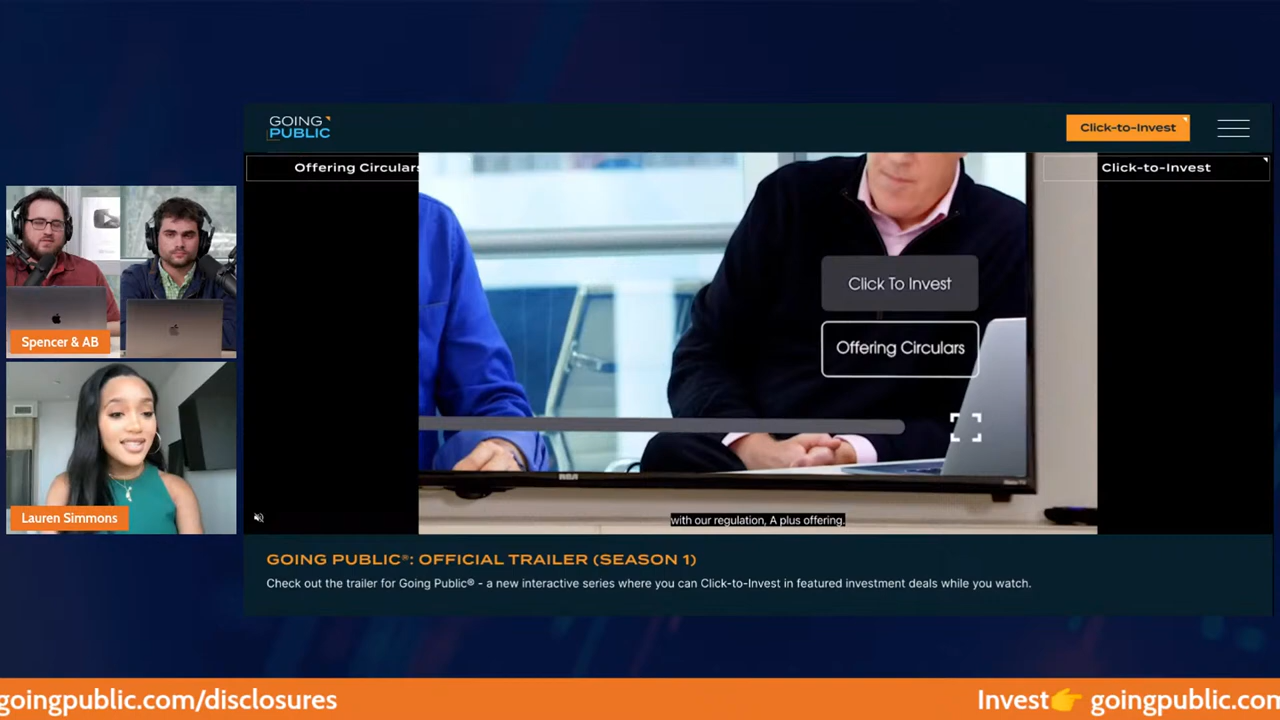 GOING
PUBLIC
Click-to-Invest
Offering Circulars
Click-to-Invest
Click To Invest
Offering Circulars
RCA
with our regulation, A plus offering.
Spencer & AB
Lauren Simmons
GOING PUBLIC®: OFFICIAL TRAILER (SEASON 1)
Check out the trailer for Going Public® - a new interactive series where you can Click-to-Invest in featured investment deals while you watch.
goingpublic.com/disclosures
Invest👉 goingpublic.com